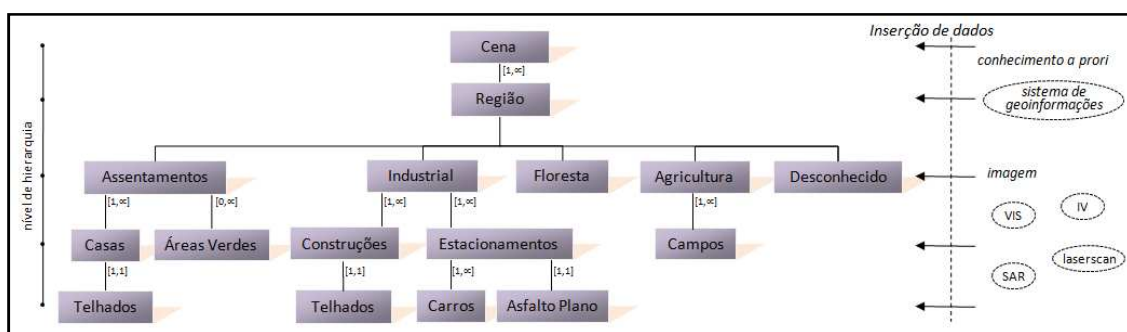 Inserção de dados
Cena
conhecimento a prori
[1,∞]
Região
sistema de
geoinformações
nível de hierarquia
Assentamentos
Industrial
Floresta
Agricultura
Desconhecido
imagem
[1,∞]
[0,∞]
[1,∞]
[1,∞]
[1,∞]
VIS
IV
Casas
Áreas Verdes
Construções
Estacionamentos
Campos
laserscan
[1,1]
[1,1]
[1,∞]
[1,1]
SAR
Telhados
Telhados
Carros
Asfalto Plano